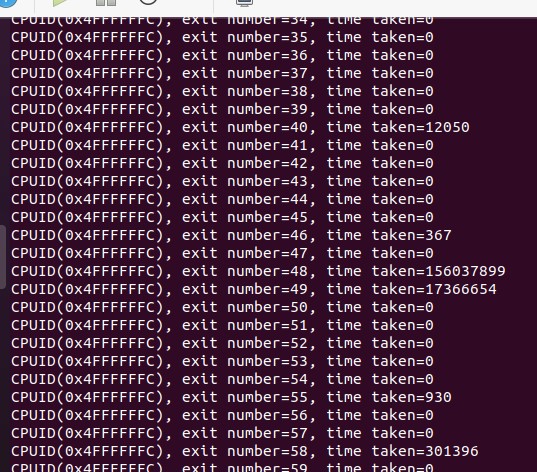 CPUID(0x4FFFFFFC), exit number=34, time taken=0
CPUID(0x4FFFFFFC), exit number=35, time taken=0
CPUID(0x4FFFFFFC), exit number=36, time taken=0
CPUID(0x4FFFFFFC), exit number=37, time taken=0
CPUID(0x4FFFFFFC), exit number=38, time taken=0
CPUID(0x4FFFFFFC), exit number=39, time taken=0
CPUID(0x4FFFFFFC), exit number=40, time taken=12050
CPUID(0x4FFFFFFC), exit number=41, time taken=0
CPUID(0x4FFFFFFC), exit number=42, time taken=0
CPUID(0x4FFFFFFC), exit number=43, time taken=0
CPUID(0x4FFFFFFC), exit number=44, time taken=0
CPUID(0x4FFFFFFC), exit number=45, time taken=0
CPUID(0x4FFFFFFC), exit number=46, time taken=367
CPUID(0x4FFFFFFC), exit number=47, time taken=0
CPUID(0x4FFFFFFC), exit number=48, time taken=156037899
CPUID(0x4FFFFFFC), exit number=49, time taken=17366654
CPUID(0x4FFFFFFC), exit number=50, time taken=0
CPUID(0x4FFFFFFC), exit number=51, time taken=0
CPUID(0x4FFFFFFC), exit number=52, time taken=0
CPUID(0x4FFFFFFC), exit number=53, time taken=0
CPUID(0x4FFFFFFC), exit number=54, time taken=0
CPUID(0x4FFFFFFC), exit number=55, time taken=930
CPUID(0x4FFFFFFC), exit number=56, time taken=0
CPUID(0x4FFFFFFC), exit number=57, time taken=0
CPUID(0x4FFFFFFC), exit number=58, time taken=301396
CPUID(0x4FFFFFFC), exit number=59, time taken=0